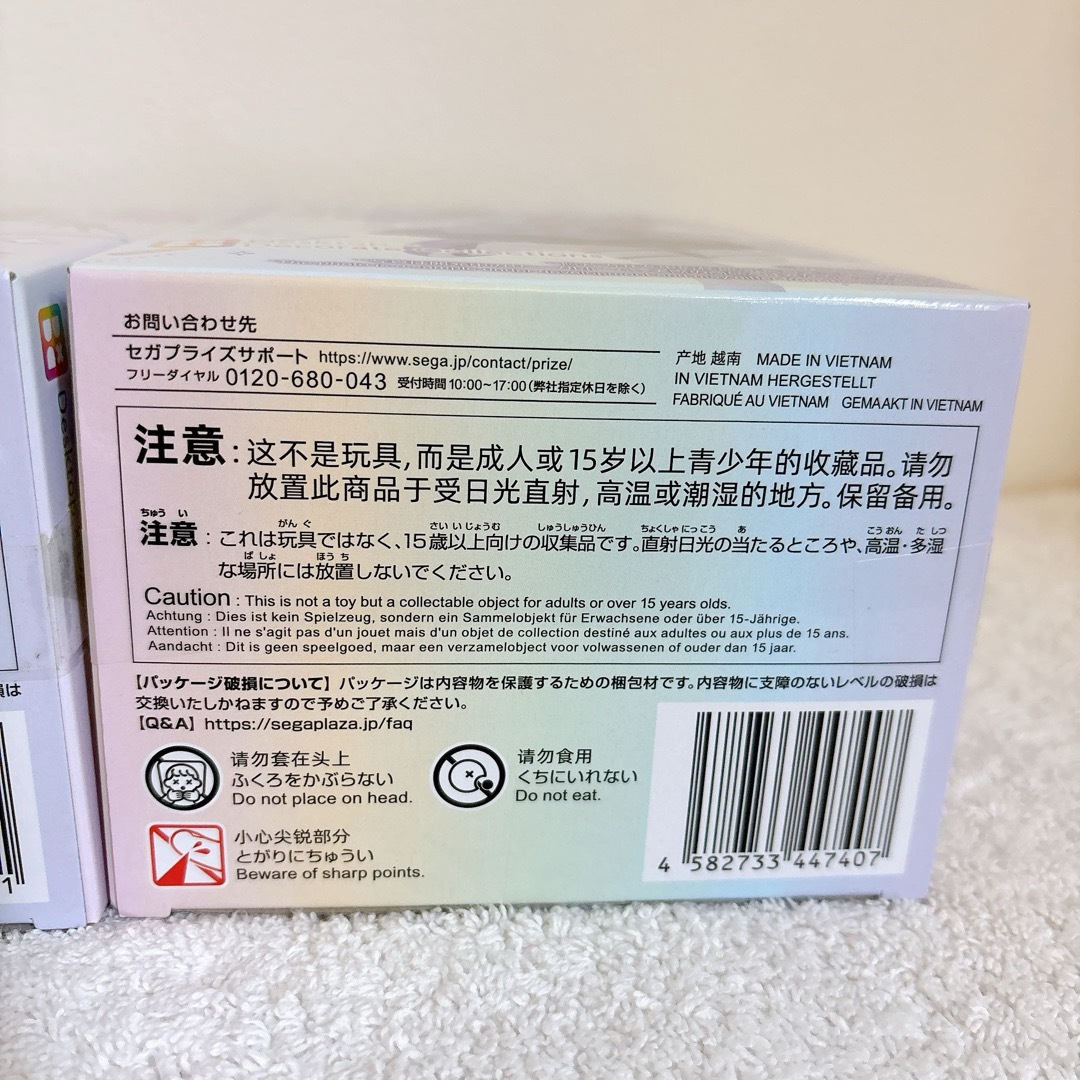 お問い合わせ先
セガプライズサポート https://www.sega.jp/contact/prize/
フリーダイヤル 0120-680-043 受付時間 10:00~17:00(弊社指定休日を除く)
产地 越南 MADE IN VIETNAM
IN VIETNAM HERGESTELLT
FABRIQUÉ AU VIETNAM GEMAAKT IN VIETNAM
注意:这不是玩具,而是成人或15岁以上青少年的收藏品。请勿
放置此商品于受日光直射,高温或潮湿的地方。保留备用。
注意:これは玩具ではなく、15歳以上向けの収集品です。直射日光の当たるところや、高温・多湿
な場所には放置しないでください。
Caution : This is not a toy but a collectable object for adults or over 15 years olds.
Achtung : Dies ist kein Spielzeug, sondern ein Sammelobjekt für Erwachsene oder über 15-Jährige.
Attention : Il ne s'agit pas d'un jouet mais d'un objet de collection destiné aux adultes ou aux plus de 15 ans.
Aandacht : Dit is geen speelgoed, maar een verzamelobject voor volwassenen of ouder dan 15 jaar.
【パッケージ破損について】パッケージは内容物を保護するための梱包材です。内容物に支障のないレベルの破損は
交換いたしかねますので予めご了承ください。
【Q&A】https://segaplaza.jp/faq
请勿套在头上
ふくろをかぶらない
Do not place on head.
请勿食用
くちにいれない
Do not eat.
小心尖锐部分
とがりにちゅうい
Beware of sharp points.
4 582733 447407